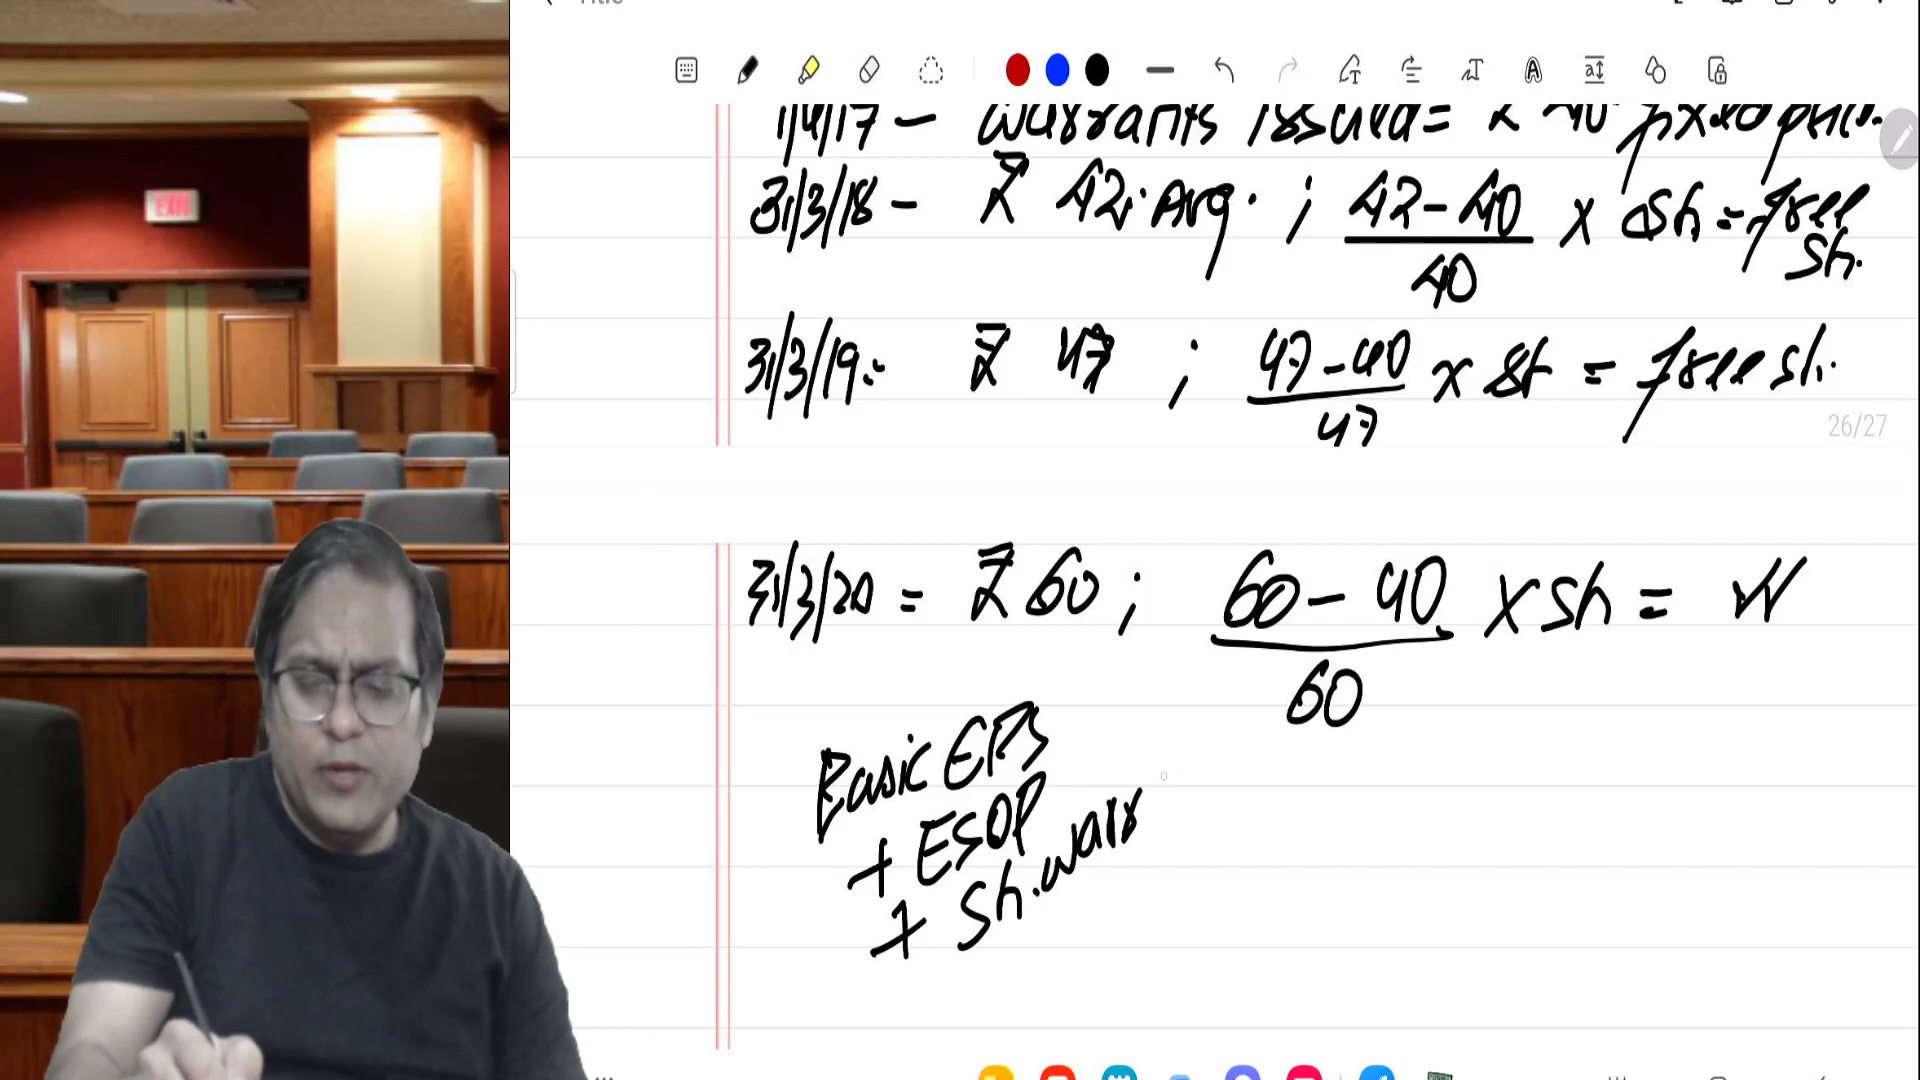 Title
EXIT
1/4/17 - warrants issued = ₹ 40
31/3/18 - ₹ 42. Avg. ; 42-40 / 40 x Sh = free Sh.
31/3/19 = ₹ 47 ; 47-40 / 47 x Sh = free Sh.
26/27
31/3/20 = ₹ 60 ; 60 - 40 / 60 x Sh =
Basic EPS
+ ESOP
+ Sh. warr